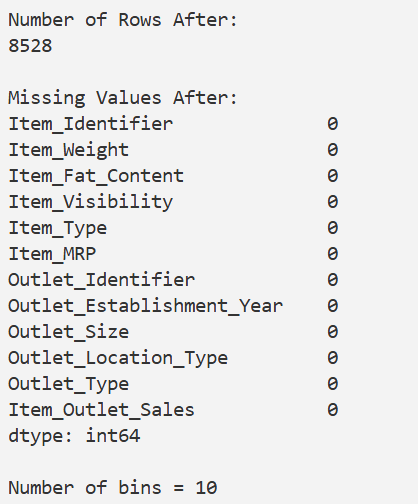 Number of Rows After:
8528
Missing Values After:
Item_Identifier 0
Item_Weight 0
Item_Fat_Content 0
Item_Visibility 0
Item_Type 0
Item_MRP 0
Outlet_Identifier 0
Outlet_Establishment_Year 0
Outlet_Size 0
Outlet_Location_Type 0
Outlet_Type 0
Item_Outlet_Sales 0
dtype: int64
Number of bins = 10